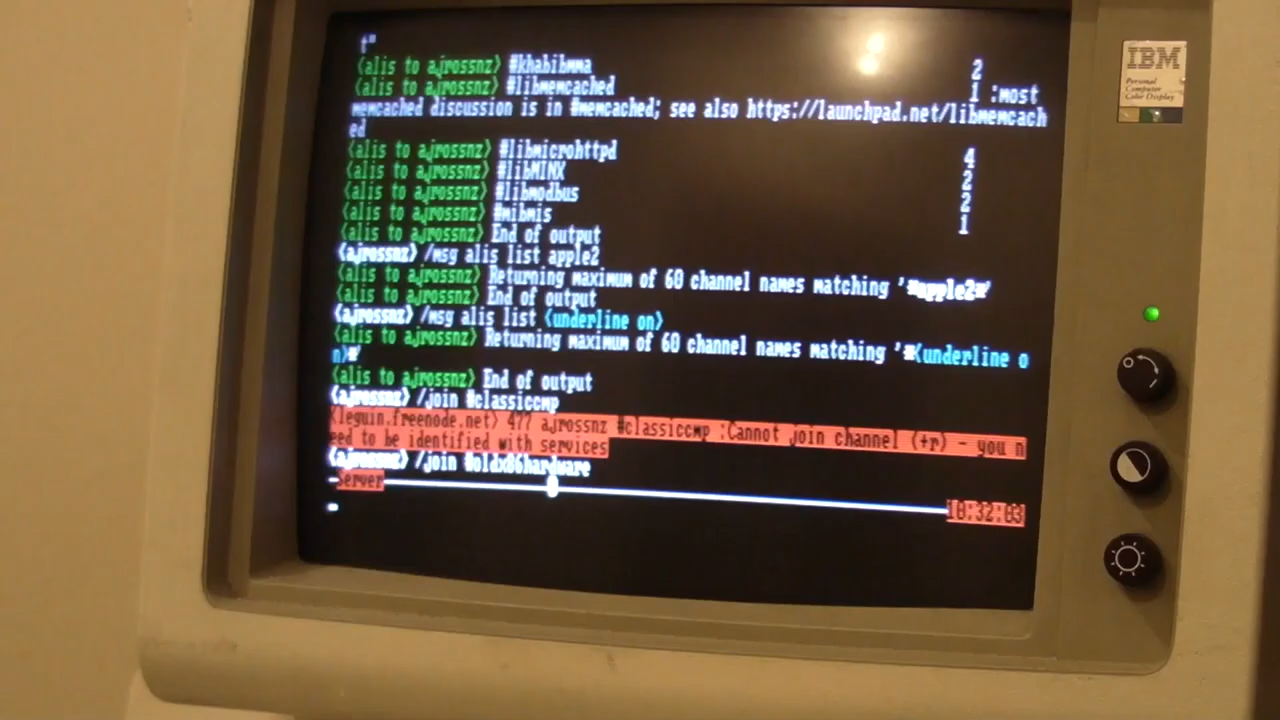 t"
<alis to ajrossnz> #khabibmma 2
<alis to ajrossnz> #libmemcached 1 :most
memcached discussion is in #memcached; see also https://launchpad.net/libmemcach
ed
<alis to ajrossnz> #libmicrohttpd 4
<alis to ajrossnz> #libMINX 2
<alis to ajrossnz> #libmodbus 2
<alis to ajrossnz> #mibmis 1
<alis to ajrossnz> End of output
<ajrossnz> /msg alis list apple2
<alis to ajrossnz> Returning maximum of 60 channel names matching '*apple2*'
<alis to ajrossnz> End of output
<ajrossnz> /msg alis list <underline on>
<alis to ajrossnz> Returning maximum of 60 channel names matching '*<underline o
n>*'
<alis to ajrossnz> End of output
<ajrossnz> /join #classiccmp
<leguin.freenode.net> 477 ajrossnz #classiccmp :Cannot join channel (+r) - you n
eed to be identified with services
<ajrossnz> /join #oldx86hardware
Server 10:32:03
IBM
Personal
Computer
Color Display